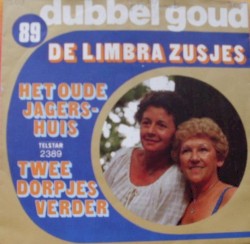 dubbel goud
89
DE LIMBRA ZUSJES
HET OUDE
JAGERS-
HUIS
TELSTAR
2389
TWEE
DORPJES
VERDER